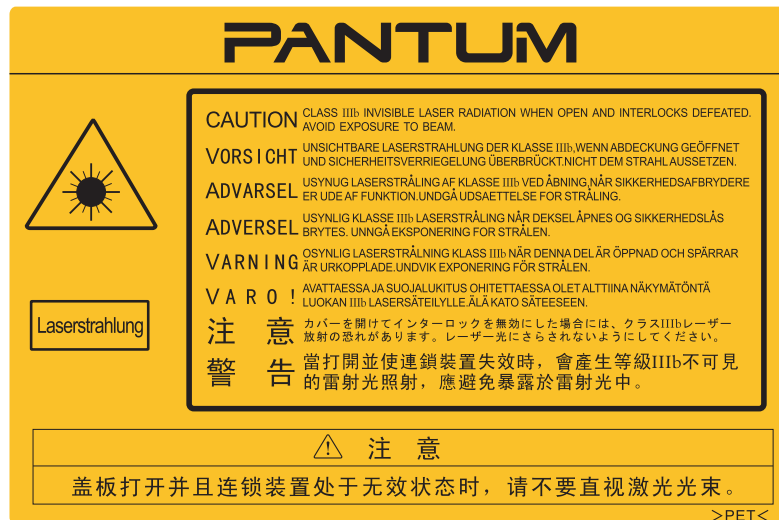 PANTUM
CAUTION CLASS IIIb INVISIBLE LASER RADIATION WHEN OPEN AND INTERLOCKS DEFEATED.
AVOID EXPOSURE TO BEAM.
VORSICHT UNSICHTBARE LASERSTRAHLUNG DER KLASSE IIIb,WENN ABDECKUNG GEÖFFNET
UND SICHERHEITSVERRIEGELUNG ÜBERBRÜCKT.NICHT DEM STRAHL AUSSETZEN.
ADVARSEL USYNUG LASERSTRÅLING AF KLASSE IIIb VED ÅBNING,NÅR SIKKERHEDSAFBRYDERE
ER UDE AF FUNKTION.UNDGÅ UDSAETTELSE FOR STRÅLING.
ADVERSEL USYNLIG KLASSE IIIb LASERSTRÅLING NÅR DEKSEL ÅPNES OG SIKKERHEDSLÅS
BRYTES. UNNGÅ EKSPONERING FOR STRÅLEN.
VARNING OSYNLIG LASERSTRÅLNING KLASS IIIb NÄR DENNA DEL ÄR ÖPPNAD OCH SPÄRRAR
ÄR URKOPPLADE.UNDVIK EXPONERING FÖR STRÅLEN.
VARO! AVATTAESSA JA SUOJALUKITUS OHITETTAESSA OLET ALTTIINA NÄKYMÄTÖNTÄ
LUOKAN IIIb LASERSÄTEILYLLE.ÄLÄ KATO SÄTEESEEN.
Laserstrahlung
注 意 カバーを開けてインターロックを無効にした場合には、クラスIIIbレーザー
放射の恐れがあります。レーザー光にさらされないようにしてください。
警 告 當打開並使連鎖裝置失效時，會產生等級IIIb不可見
的雷射光照射，應避免暴露於雷射光中。
注 意
盖板打开并且连锁装置处于无效状态时，请不要直视激光光束。
>PET<